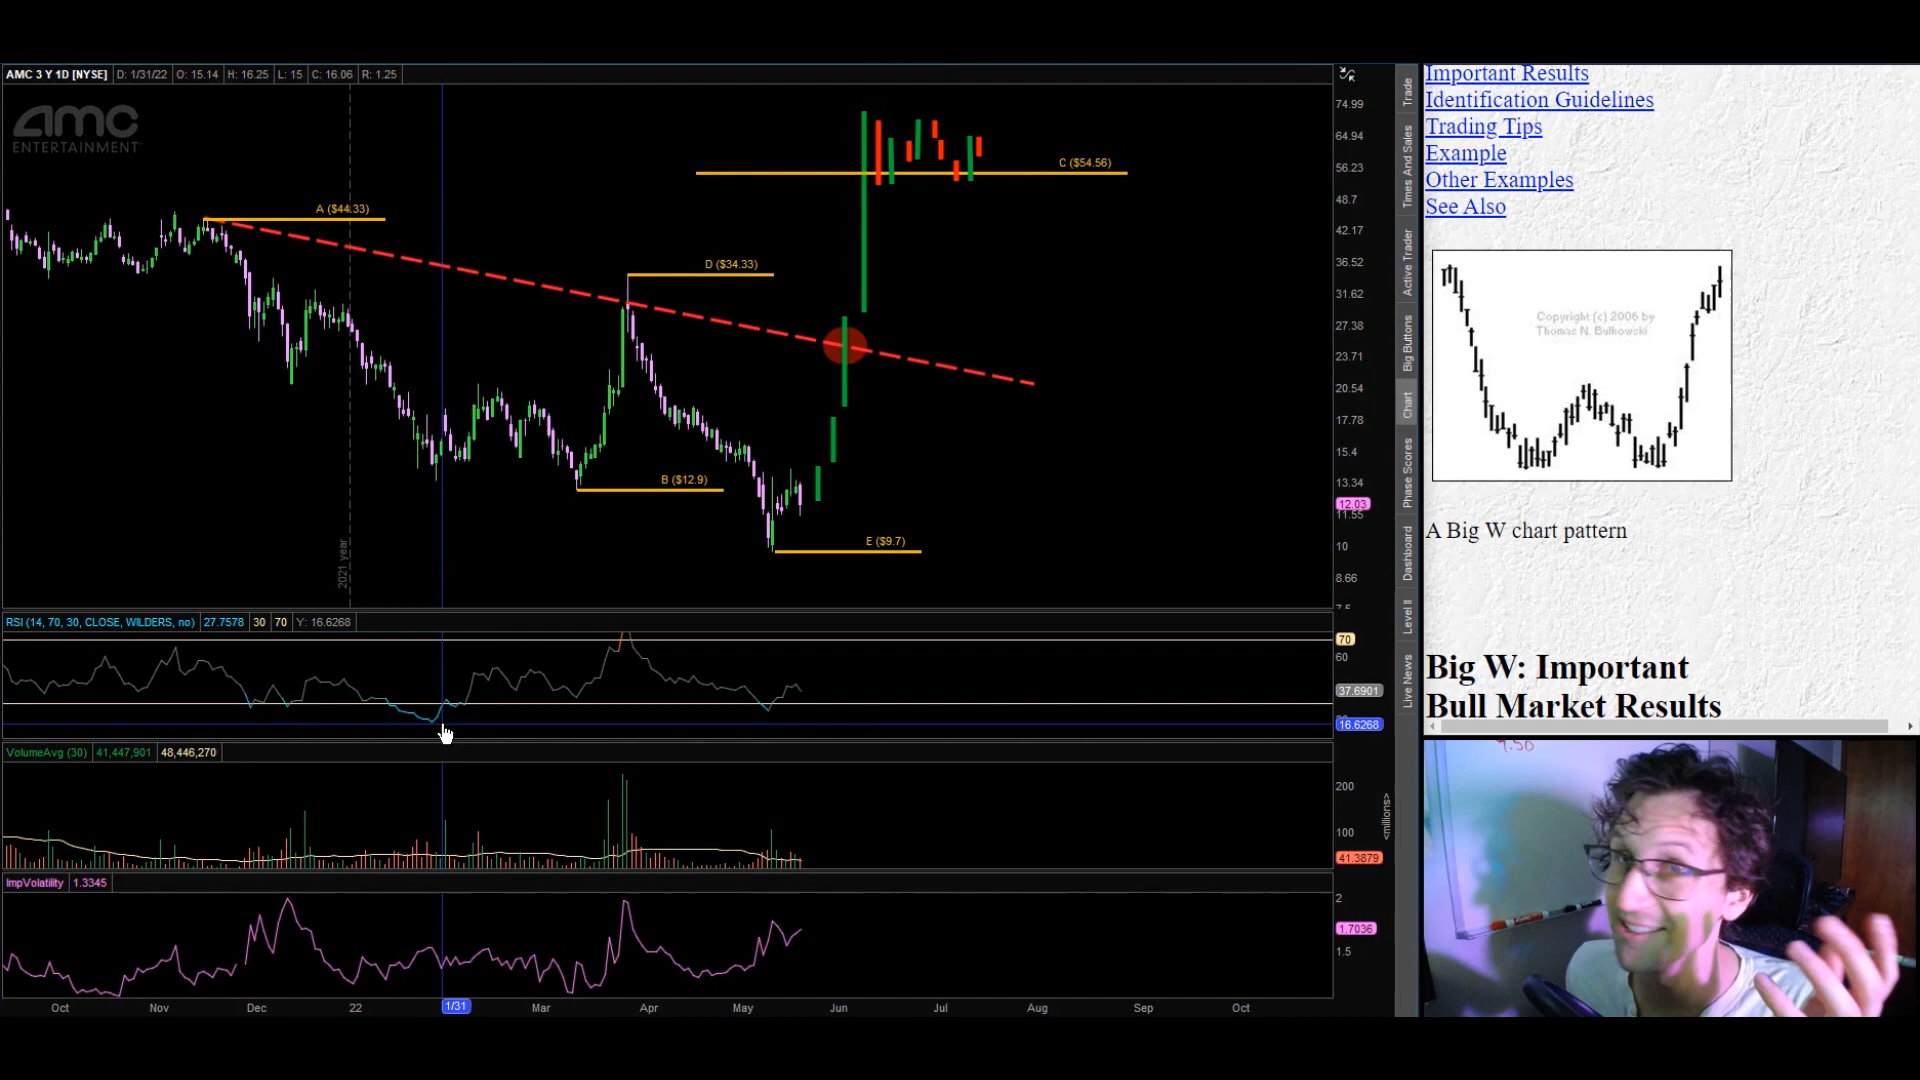 AMC 3 Y 1D [NYSE] D: 1/31/22 O: 15.14 H: 16.25 L: 15 C: 16.06 R: 1.25
amc
ENTERTAINMENT
A ($44.33)
D ($34.33)
B ($12.9)
E ($9.7)
C ($54.56)
2021 year
74.99
64.94
56.23
48.7
42.17
36.52
31.62
27.38
23.71
20.54
17.78
15.4
13.34
12.03
11.55
10
8.66
7.5
RSI (14, 70, 30, CLOSE, WILDERS, no) 27.7578 30 70 Y: 16.6268
70
60
37.6901
16.6268
VolumeAvg (30) 41,447,901 48,446,270
200
100
<millions>
41.3879
ImpVolatility 1.3345
2
1.7036
1.5
Oct Nov Dec 22 1/31 Mar Apr May Jun Jul Aug Sep Oct
Trade
Times And Sales
Active Trader
Big Buttons
Chart
Phase Scores
Dashboard
Level II
Live News
Important Results
Identification Guidelines
Trading Tips
Example
Other Examples
See Also
Copyright (c) 2006 by
Thomas N. Bulkowski
A Big W chart pattern
Big W: Important
Bull Market Results